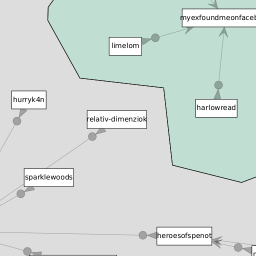 myexfoundmeonfaceb
limelom
hurryk4n
harlowread
relativ-dimenziok
sparklewoods
heroesofspenot